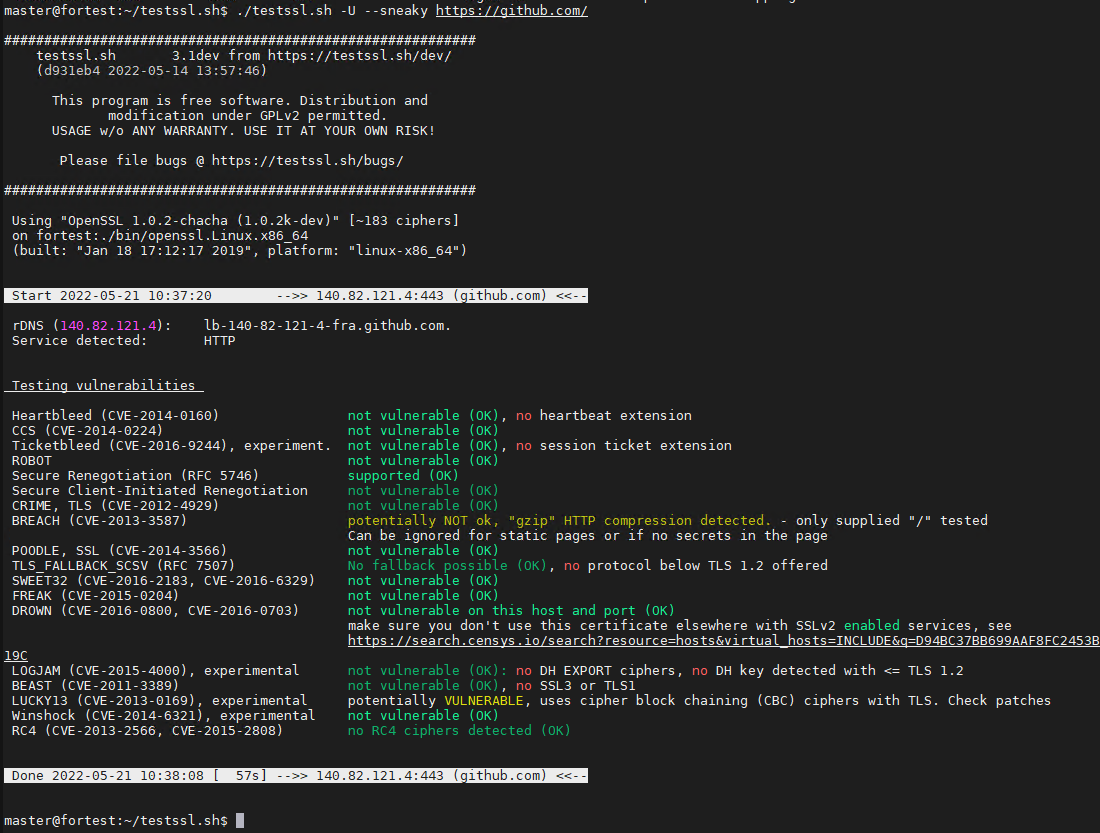 master@fortest:~/testssl.sh$ ./testssl.sh -U --sneaky https://github.com/
###########################################################
testssl.sh       3.1dev from https://testssl.sh/dev/
(d931eb4 2022-05-14 13:57:46)
This program is free software. Distribution and
modification under GPLv2 permitted.
USAGE w/o ANY WARRANTY. USE IT AT YOUR OWN RISK!
Please file bugs @ https://testssl.sh/bugs/
###########################################################
Using "OpenSSL 1.0.2-chacha (1.0.2k-dev)" [~183 ciphers]
on fortest:./bin/openssl.Linux.x86_64
(built: "Jan 18 17:12:17 2019", platform: "linux-x86_64")
Start 2022-05-21 10:37:20        -->> 140.82.121.4:443 (github.com) <<--
rDNS (140.82.121.4):    lb-140-82-121-4-fra.github.com.
Service detected:       HTTP
Testing vulnerabilities
Heartbleed (CVE-2014-0160)                not vulnerable (OK), no heartbeat extension
CCS (CVE-2014-0224)                       not vulnerable (OK)
Ticketbleed (CVE-2016-9244), experiment.  not vulnerable (OK), no session ticket extension
ROBOT                                     not vulnerable (OK)
Secure Renegotiation (RFC 5746)           supported (OK)
Secure Client-Initiated Renegotiation     not vulnerable (OK)
CRIME, TLS (CVE-2012-4929)                not vulnerable (OK)
BREACH (CVE-2013-3587)                    potentially NOT ok, "gzip" HTTP compression detected. - only supplied "/" tested
Can be ignored for static pages or if no secrets in the page
POODLE, SSL (CVE-2014-3566)               not vulnerable (OK)
TLS_FALLBACK_SCSV (RFC 7507)              No fallback possible (OK), no protocol below TLS 1.2 offered
SWEET32 (CVE-2016-2183, CVE-2016-6329)    not vulnerable (OK)
FREAK (CVE-2015-0204)                     not vulnerable (OK)
DROWN (CVE-2016-0800, CVE-2016-0703)      not vulnerable on this host and port (OK)
make sure you don't use this certificate elsewhere with SSLv2 enabled services, see
https://search.censys.io/search?resource=hosts&virtual_hosts=INCLUDE&q=D94BC37BB699AAF8FC2453B
19C
LOGJAM (CVE-2015-4000), experimental      not vulnerable (OK): no DH EXPORT ciphers, no DH key detected with <= TLS 1.2
BEAST (CVE-2011-3389)                     not vulnerable (OK), no SSL3 or TLS1
LUCKY13 (CVE-2013-0169), experimental     potentially VULNERABLE, uses cipher block chaining (CBC) ciphers with TLS. Check patches
Winshock (CVE-2014-6321), experimental    not vulnerable (OK)
RC4 (CVE-2013-2566, CVE-2015-2808)        no RC4 ciphers detected (OK)
Done 2022-05-21 10:38:08 [  57s] -->> 140.82.121.4:443 (github.com) <<--
master@fortest:~/testssl.sh$